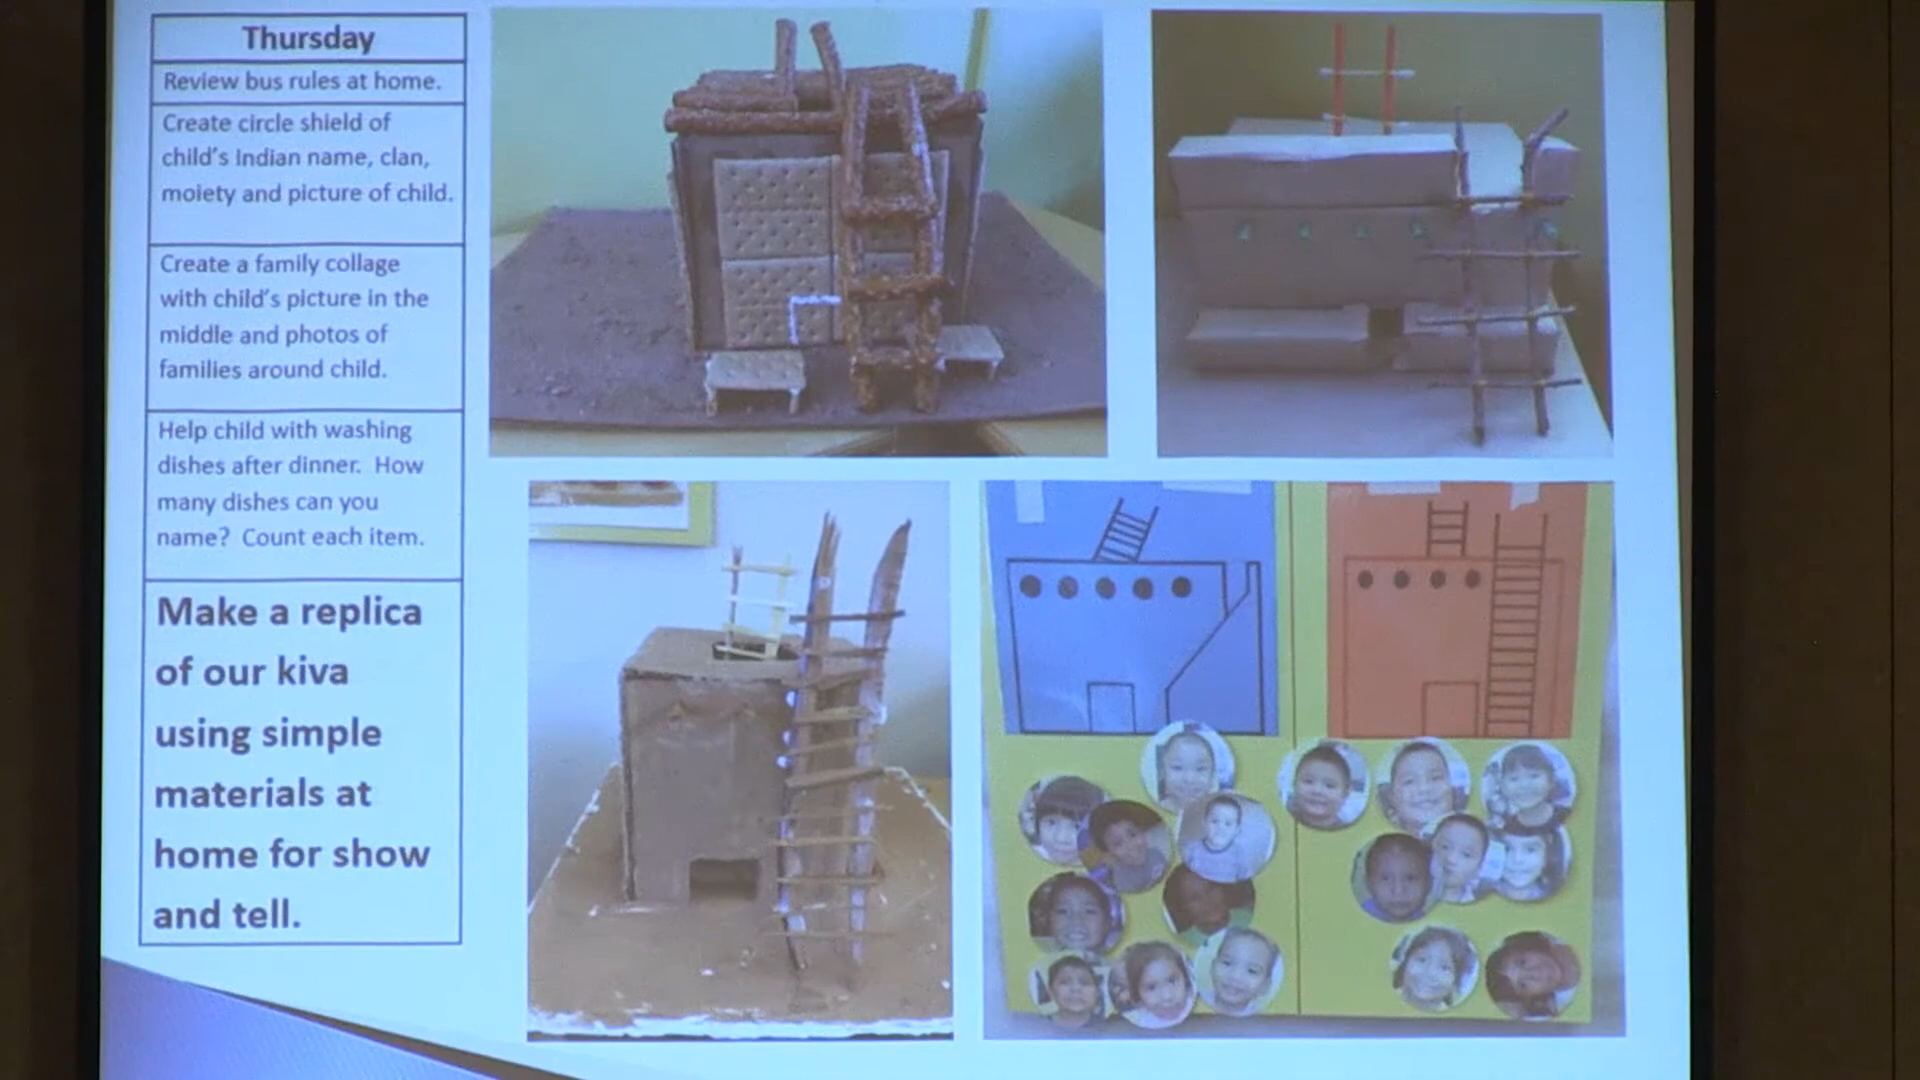 Thursday
Review bus rules at home.
Create circle shield of
child's Indian name, clan,
moiety and picture of child.
Create a family collage
with child's picture in the
middle and photos of
families around child.
Help child with washing
dishes after dinner. How
many dishes can you
name? Count each item.
Make a replica
of our kiva
using simple
materials at
home for show
and tell.